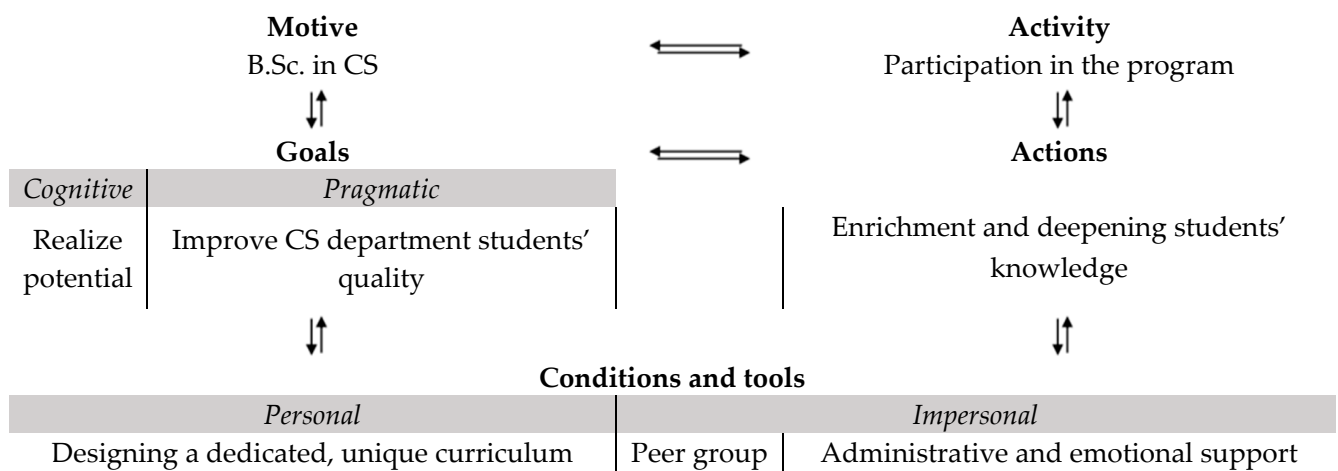 Motive
Activity
B.Sc. in CS
Participation in the program
Goals
Actions
Cognitive
Pragmatic
Realize
potential
Improve CS department students’
quality
Enrichment and deepening students’
knowledge
Conditions and tools
Personal
Impersonal
Designing a dedicated, unique curriculum
Peer group
Administrative and emotional support